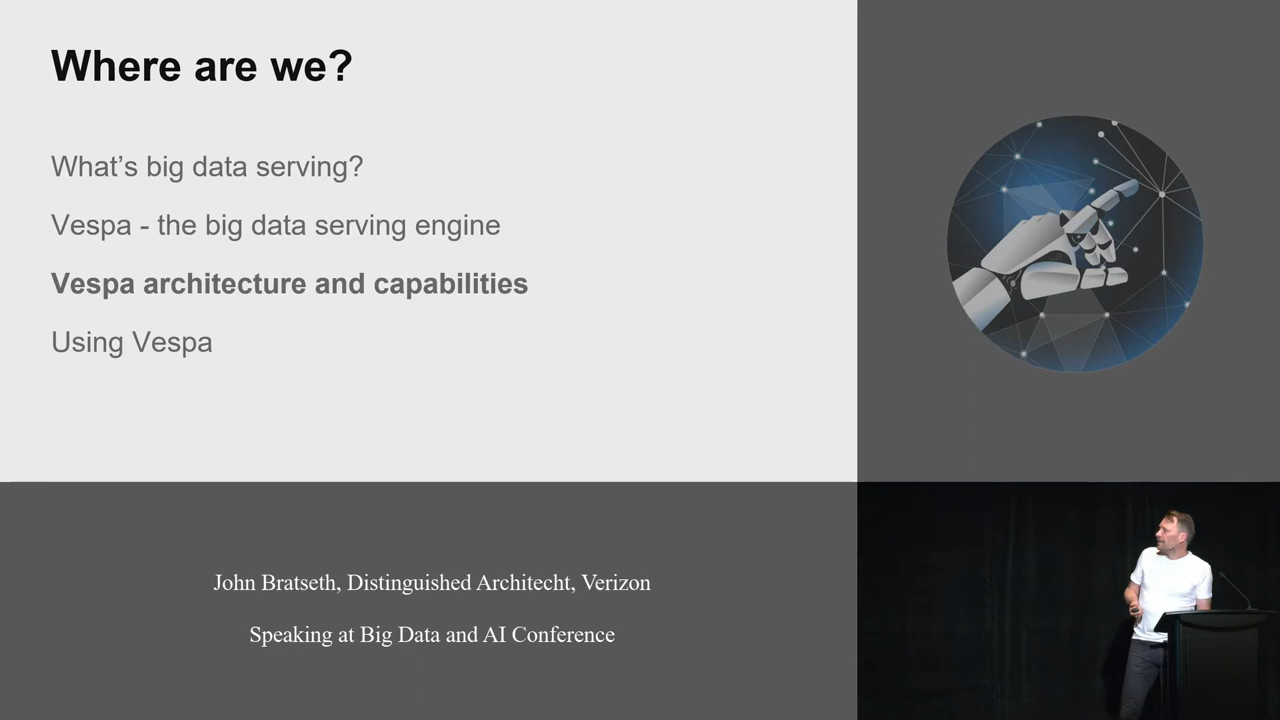 Where are we?
What’s big data serving?
Vespa - the big data serving engine
Vespa architecture and capabilities
Using Vespa
John Bratseth, Distinguished Architecht, Verizon
Speaking at Big Data and AI Conference